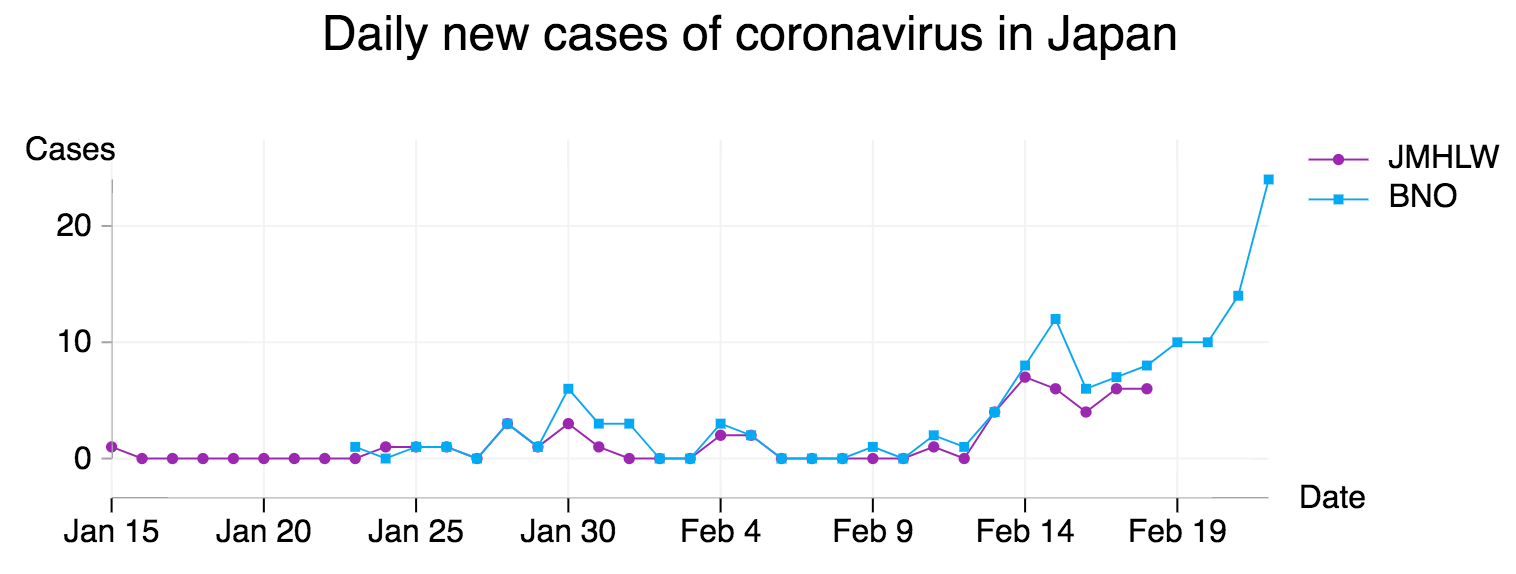 Daily new cases of coronavirus in Japan
Cases
JMHLW
BNO
20
10
0
Date
Jan 15 Jan 20 Jan 25 Jan 30 Feb 4 Feb 9 Feb 14 Feb 19